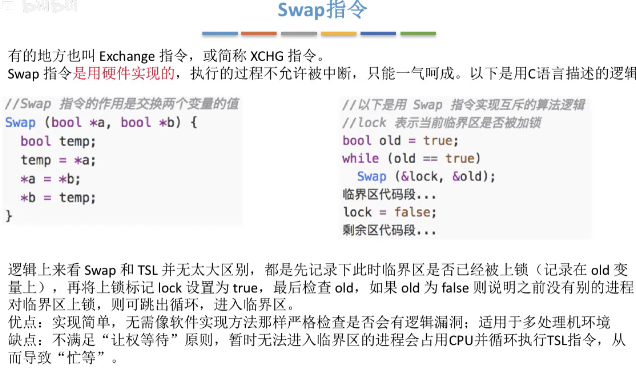 Swap指令
有的地方也叫 Exchange 指令，或简称 XCHG 指令。
Swap 指令是用硬件实现的，执行的过程不允许被中断，只能一气呵成。以下是用C语言描述的逻辑
//Swap 指令的作用是交换两个变量的值
Swap (bool *a, bool *b) {
bool temp;
temp = *a;
*a = *b;
*b = temp;
}
//以下是用 Swap 指令实现互斥的算法逻辑
//lock 表示当前临界区是否被加锁
bool old = true;
while (old == true)
Swap (&lock, &old);
临界区代码段...
lock = false;
剩余区代码段...
逻辑上来看 Swap 和 TSL 并无太大区别，都是先记录下此时临界区是否已经被上锁（记录在 old 变
量上），再将上锁标记 lock 设置为 true，最后检查 old，如果 old 为 false 则说明之前没有别的进程
对临界区上锁，则可跳出循环，进入临界区。
优点：实现简单，无需像软件实现方法那样严格检查是否会有逻辑漏洞；适用于多处理机环境
缺点：不满足“让权等待”原则，暂时无法进入临界区的进程会占用CPU并循环执行TSL指令，从
而导致“忙等”。